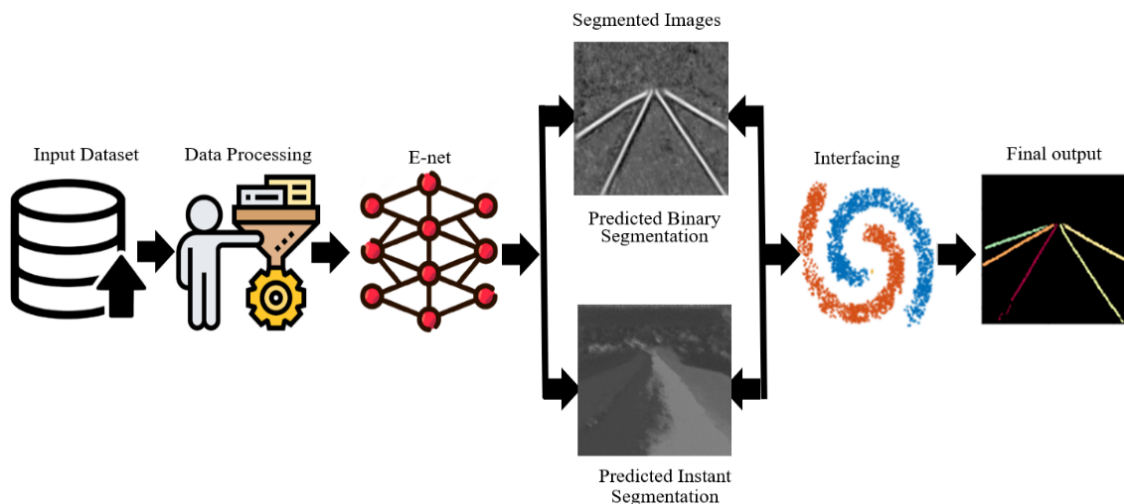 Segmented Images
Input Dataset
Data Processing
E-net
Interfacing
Final output
Predicted Binary
Segmentation
Predicted Instant
Segmentation